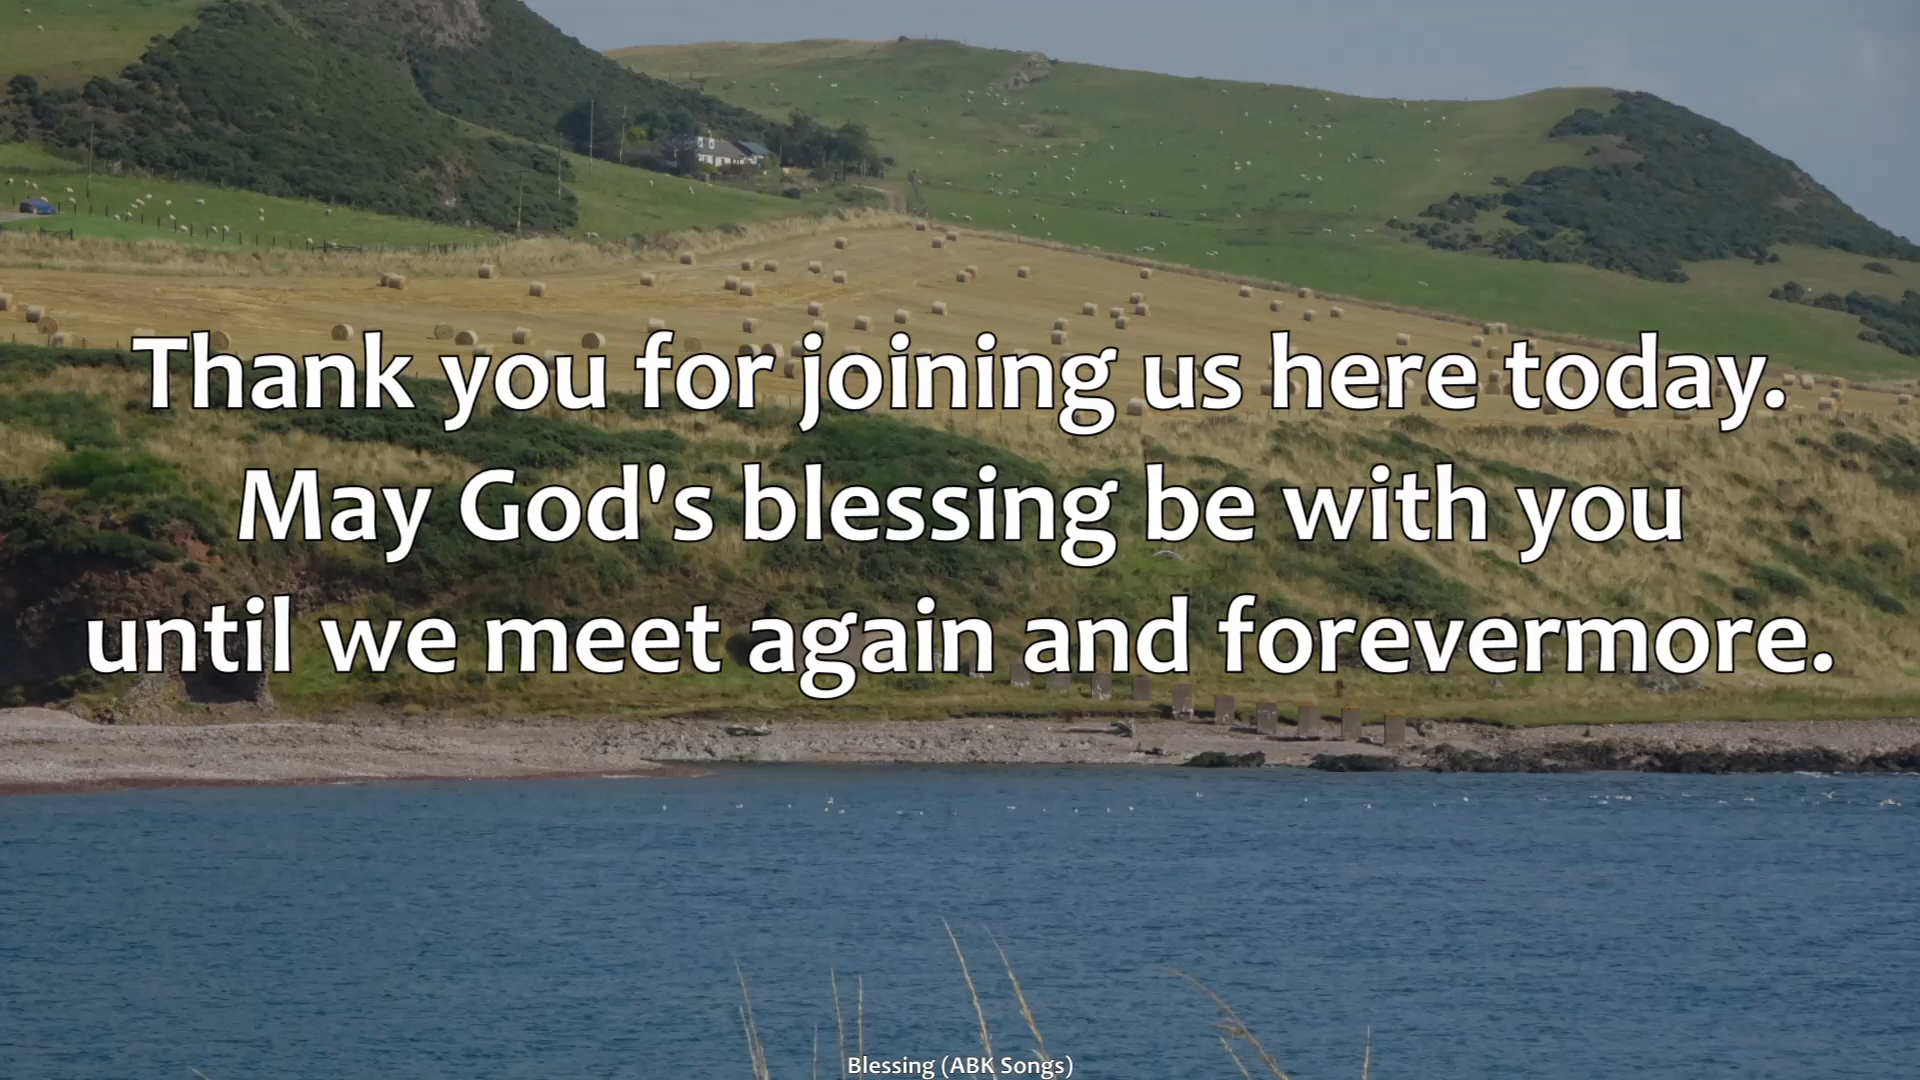 Thank you for joining us here today.
May God's blessing be with you
until we meet again and forevermore.
Blessing (ABK Songs)